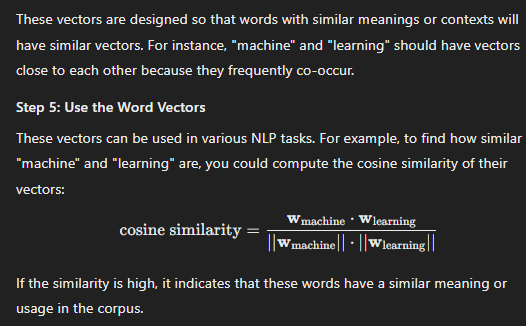 These vectors are designed so that words with similar meanings or contexts will
have similar vectors. For instance, "machine" and "learning" should have vectors
close to each other because they frequently co-occur.
Step 5: Use the Word Vectors
These vectors can be used in various NLP tasks. For example, to find how similar
"machine" and "learning" are, you could compute the cosine similarity of their
vectors:
cosine similarity = \frac{\mathbf{w}_{\text{machine}} \cdot \mathbf{w}_{\text{learning}}}{||\mathbf{w}_{\text{machine}}|| \cdot ||\mathbf{w}_{\text{learning}}||}
If the similarity is high, it indicates that these words have a similar meaning or
usage in the corpus.